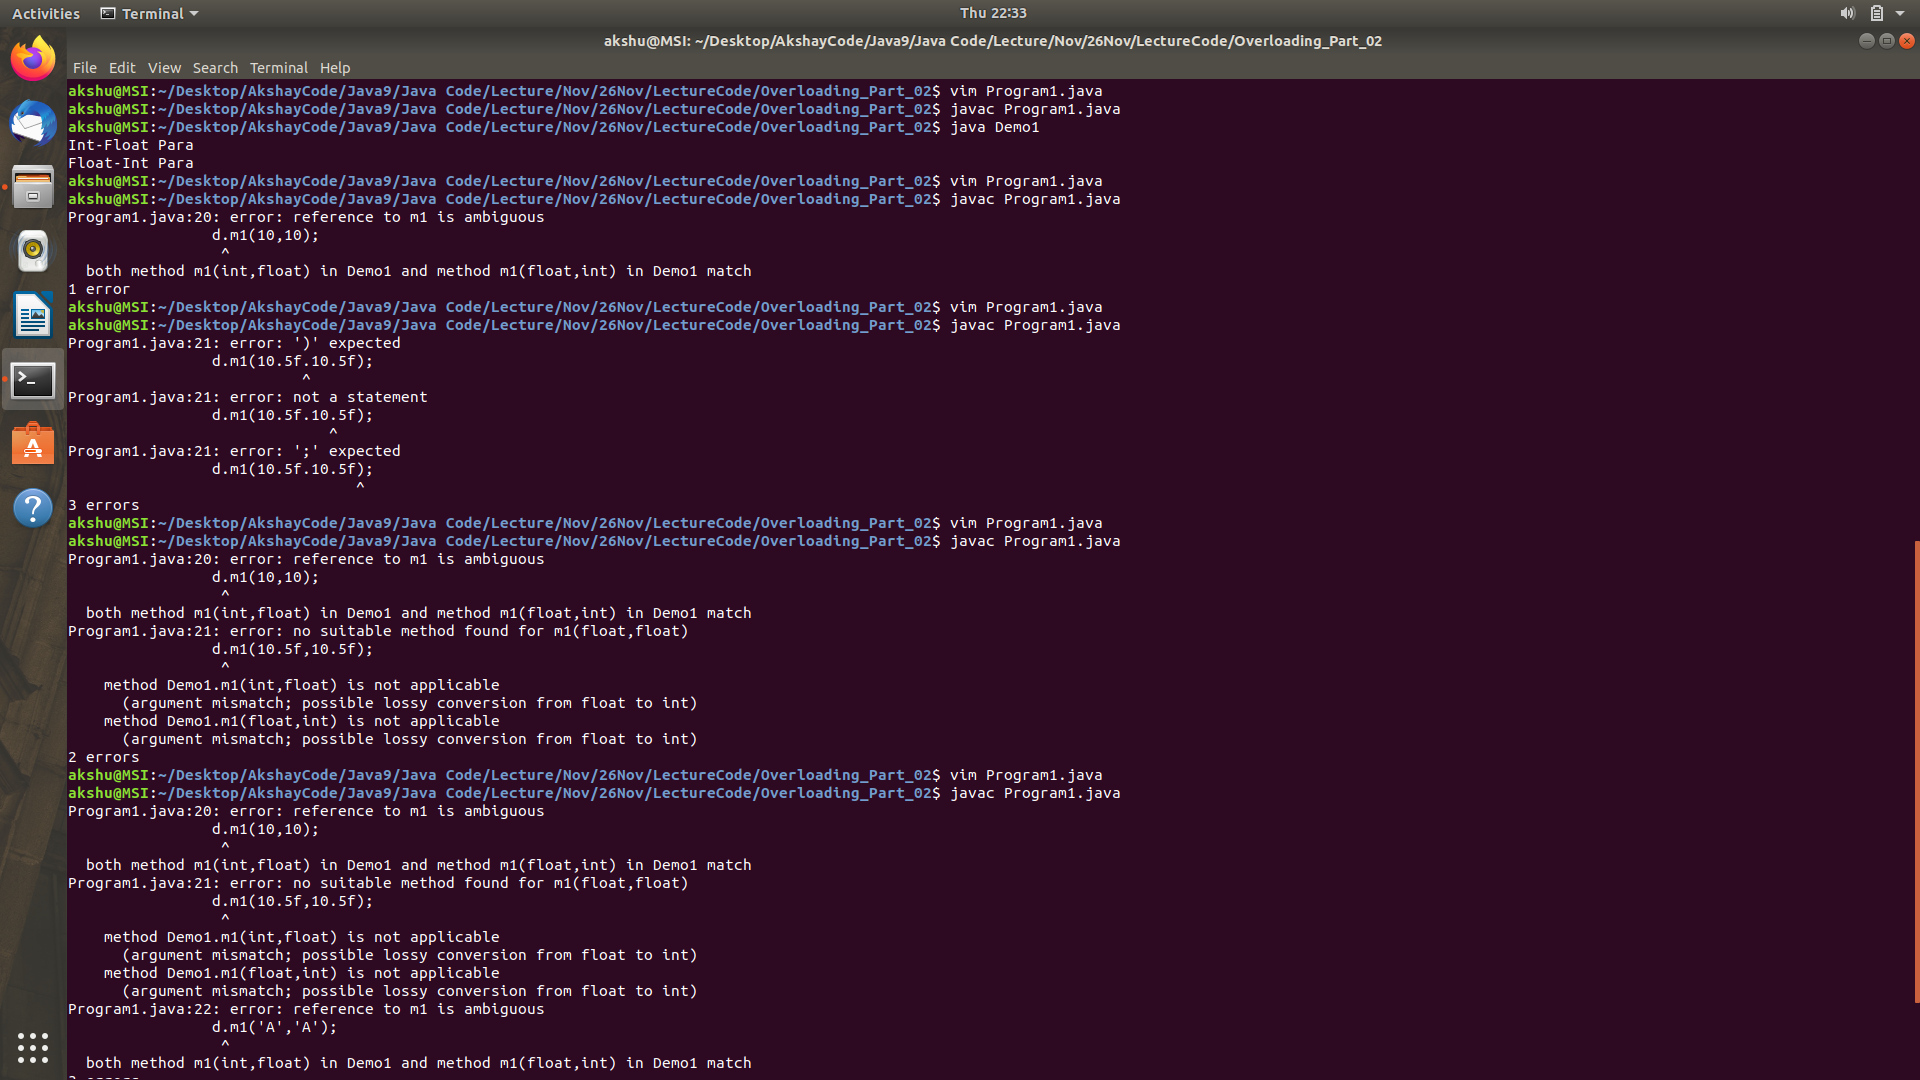 Activities Terminal Thu 22:33
akshu@MSI: ~/Desktop/AkshayCode/Java9/Java Code/Lecture/Nov/26Nov/LectureCode/Overloading_Part_02
File Edit View Search Terminal Help
akshu@MSI:~/Desktop/AkshayCode/Java9/Java Code/Lecture/Nov/26Nov/LectureCode/Overloading_Part_02$ vim Program1.java
akshu@MSI:~/Desktop/AkshayCode/Java9/Java Code/Lecture/Nov/26Nov/LectureCode/Overloading_Part_02$ javac Program1.java
akshu@MSI:~/Desktop/AkshayCode/Java9/Java Code/Lecture/Nov/26Nov/LectureCode/Overloading_Part_02$ java Demo1
Int-Float Para
Float-Int Para
akshu@MSI:~/Desktop/AkshayCode/Java9/Java Code/Lecture/Nov/26Nov/LectureCode/Overloading_Part_02$ vim Program1.java
akshu@MSI:~/Desktop/AkshayCode/Java9/Java Code/Lecture/Nov/26Nov/LectureCode/Overloading_Part_02$ javac Program1.java
Program1.java:20: error: reference to m1 is ambiguous
                d.m1(10,10);
                 ^
  both method m1(int,float) in Demo1 and method m1(float,int) in Demo1 match
1 error
akshu@MSI:~/Desktop/AkshayCode/Java9/Java Code/Lecture/Nov/26Nov/LectureCode/Overloading_Part_02$ vim Program1.java
akshu@MSI:~/Desktop/AkshayCode/Java9/Java Code/Lecture/Nov/26Nov/LectureCode/Overloading_Part_02$ javac Program1.java
Program1.java:21: error: ')' expected
                d.m1(10.5f.10.5f);
                          ^
Program1.java:21: error: not a statement
                d.m1(10.5f.10.5f);
                             ^
Program1.java:21: error: ';' expected
                d.m1(10.5f.10.5f);
                                ^
3 errors
akshu@MSI:~/Desktop/AkshayCode/Java9/Java Code/Lecture/Nov/26Nov/LectureCode/Overloading_Part_02$ vim Program1.java
akshu@MSI:~/Desktop/AkshayCode/Java9/Java Code/Lecture/Nov/26Nov/LectureCode/Overloading_Part_02$ javac Program1.java
Program1.java:20: error: reference to m1 is ambiguous
                d.m1(10,10);
                 ^
  both method m1(int,float) in Demo1 and method m1(float,int) in Demo1 match
Program1.java:21: error: no suitable method found for m1(float,float)
                d.m1(10.5f,10.5f);
                 ^
    method Demo1.m1(int,float) is not applicable
      (argument mismatch; possible lossy conversion from float to int)
    method Demo1.m1(float,int) is not applicable
      (argument mismatch; possible lossy conversion from float to int)
2 errors
akshu@MSI:~/Desktop/AkshayCode/Java9/Java Code/Lecture/Nov/26Nov/LectureCode/Overloading_Part_02$ vim Program1.java
akshu@MSI:~/Desktop/AkshayCode/Java9/Java Code/Lecture/Nov/26Nov/LectureCode/Overloading_Part_02$ javac Program1.java
Program1.java:20: error: reference to m1 is ambiguous
                d.m1(10,10);
                 ^
  both method m1(int,float) in Demo1 and method m1(float,int) in Demo1 match
Program1.java:21: error: no suitable method found for m1(float,float)
                d.m1(10.5f,10.5f);
                 ^
    method Demo1.m1(int,float) is not applicable
      (argument mismatch; possible lossy conversion from float to int)
    method Demo1.m1(float,int) is not applicable
      (argument mismatch; possible lossy conversion from float to int)
Program1.java:22: error: reference to m1 is ambiguous
                d.m1('A','A');
                 ^
  both method m1(int,float) in Demo1 and method m1(float,int) in Demo1 match